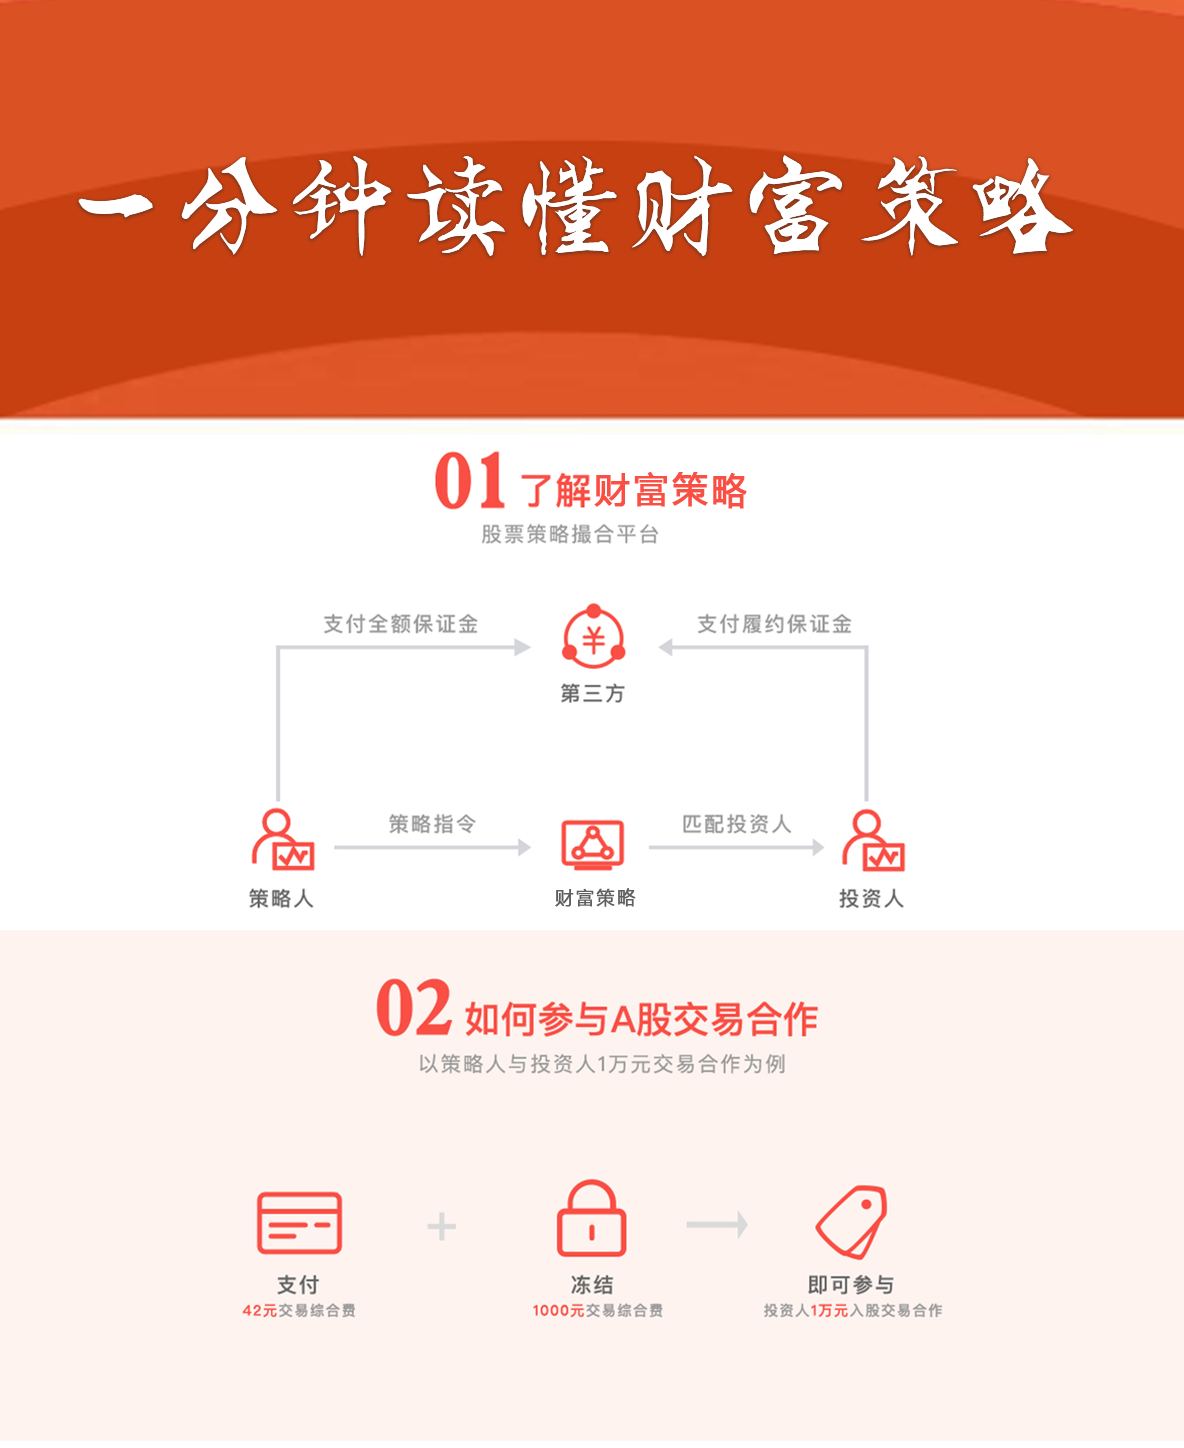 一分钟读懂财富策略
01 了解财富策略
股票策略撮合平台
支付全额保证金
支付履约保证金
第三方
策略指令
匹配投资人
策略人
财富策略
投资人
02 如何参与A股交易合作
以策略人与投资人1万元交易合作为例
支付
冻结
即可参与
42元交易综合费
1000元交易综合费
投资人1万元入股交易合作